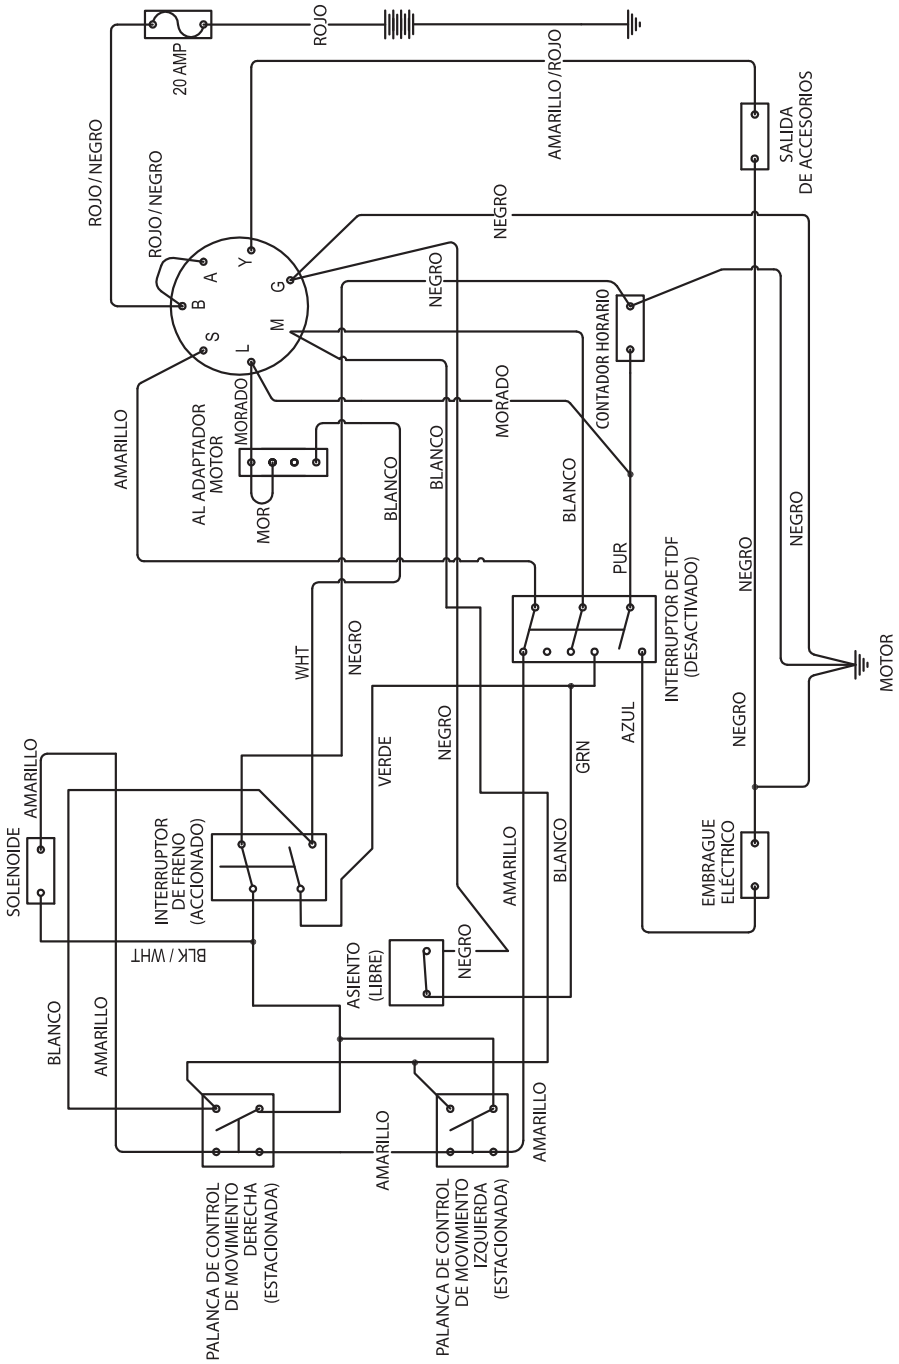 SOLENOIDE
AMARILLO
BLK / WHT
BLANCO
AMARILLO
PALANCA DE CONTROL
DE MOVIMIENTO
DERECHA
(ESTACIONADA)
INTERRUPTOR
DE FRENO
(ACCIONADO)
WHT
NEGRO
VERDE
NEGRO
ASIENTO
(LIBRE)
NEGRO
AMARILLO
PALANCA DE CONTROL
DE MOVIMIENTO
IZQUIERDA
(ESTACIONADA)
AMARILLO
AMARILLO
BLANCO
GRN
AZUL
EMBRAGUE
ELÉCTRICO
NEGRO
MOTOR
INTERRUPTOR DE TDF
(DESACTIVADO)
PUR
BLANCO
NEGRO
NEGRO
AMARILLO
AL ADAPTADOR
MOTOR
MORADO
MOR
BLANCO
BLANCO
MORADO
CONTADOR HORARIO
ROJO / NEGRO
ROJO / NEGRO
B
A
S
L
Y
G
M
NEGRO
NEGRO
20 AMP
ROJO
AMARILLO /ROJO
SALIDA
DE ACCESORIOS